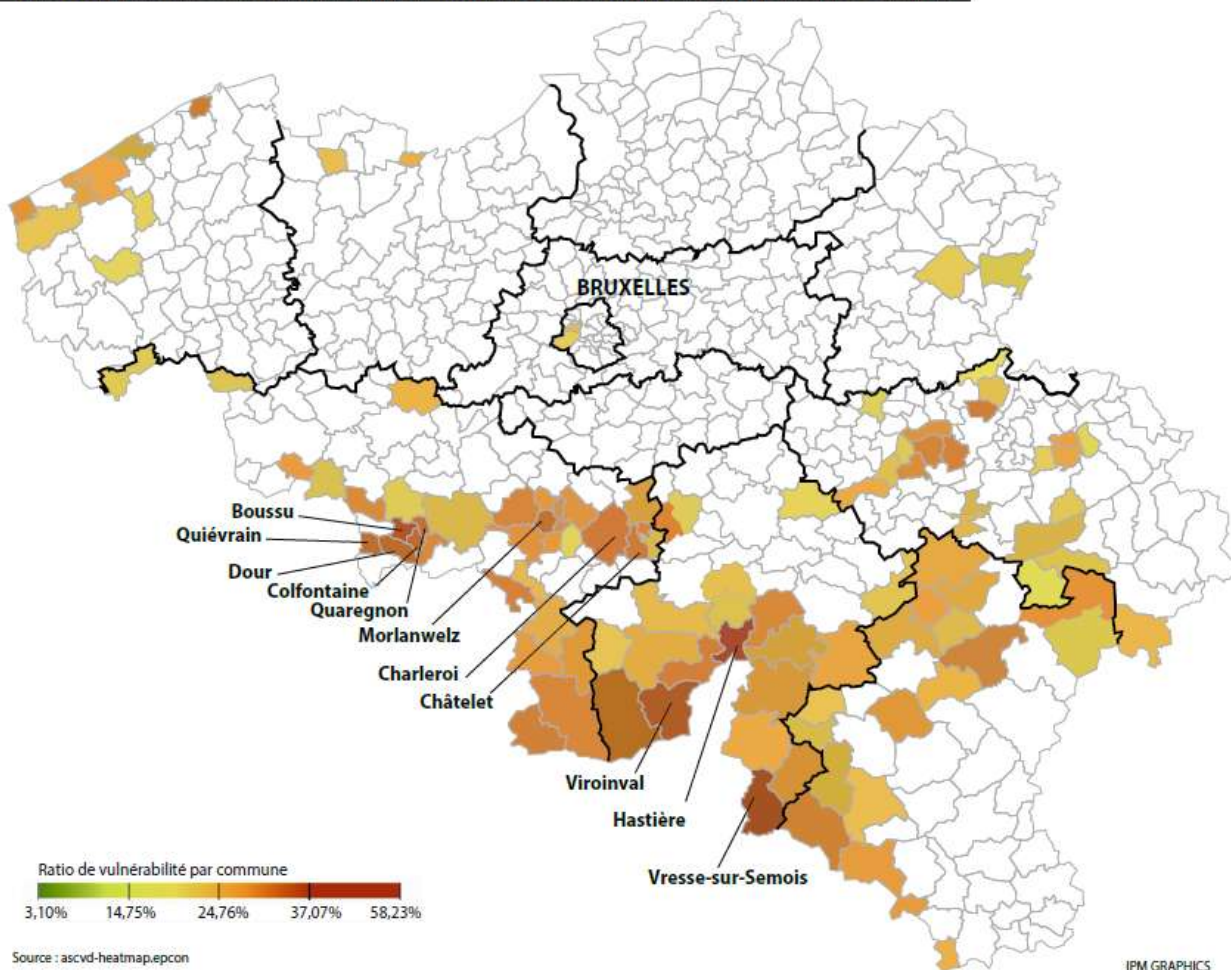 BRUXELLES
Boussu
Quiévrain
Dour
Colfontaine
Quaregnon
Morlanwelz
Charleroi
Châtelet
Viroinval
Hastière
Vresse-sur-Semois
Ratio de vulnérabilité par commune
3,10% 14,75% 24,76% 37,07% 58,23%
Source : ascvd-heatmap.epcon
IPM GRAPHICS